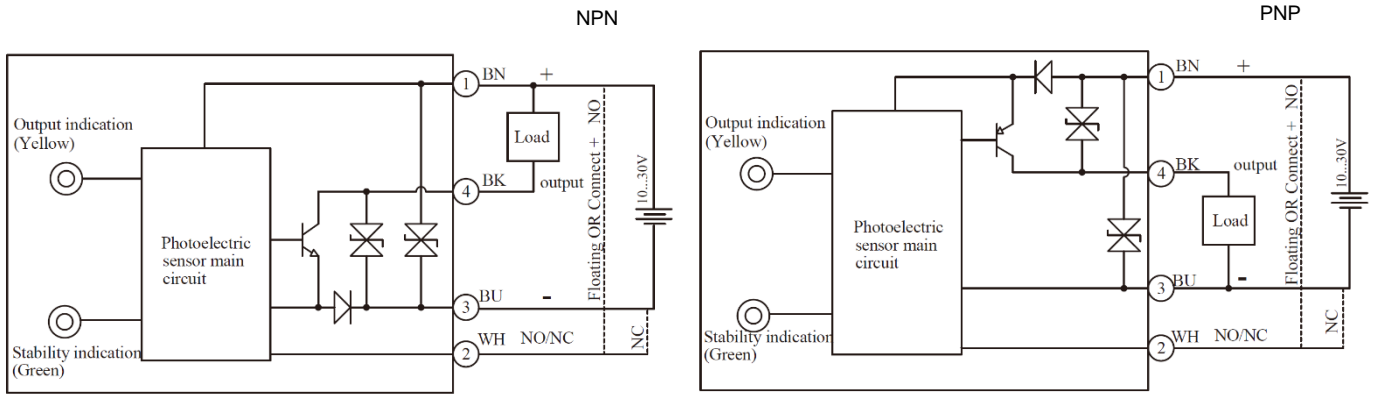 NPN
Output indication
(Yellow)
Photoelectric
sensor main
circuit
Stability indication
(Green)
1
BN
+
Load
4
BK
output
3
BU
-
2
WH
NO/NC
Floating OR Connect + NO
NC
10...30V
PNP
Output indication
(Yellow)
Photoelectric
sensor main
circuit
Stability indication
(Green)
1
BN
+
4
BK
output
Load
3
BU
-
2
WH
NO/NC
Floating OR Connect + NO
NC
10...30V